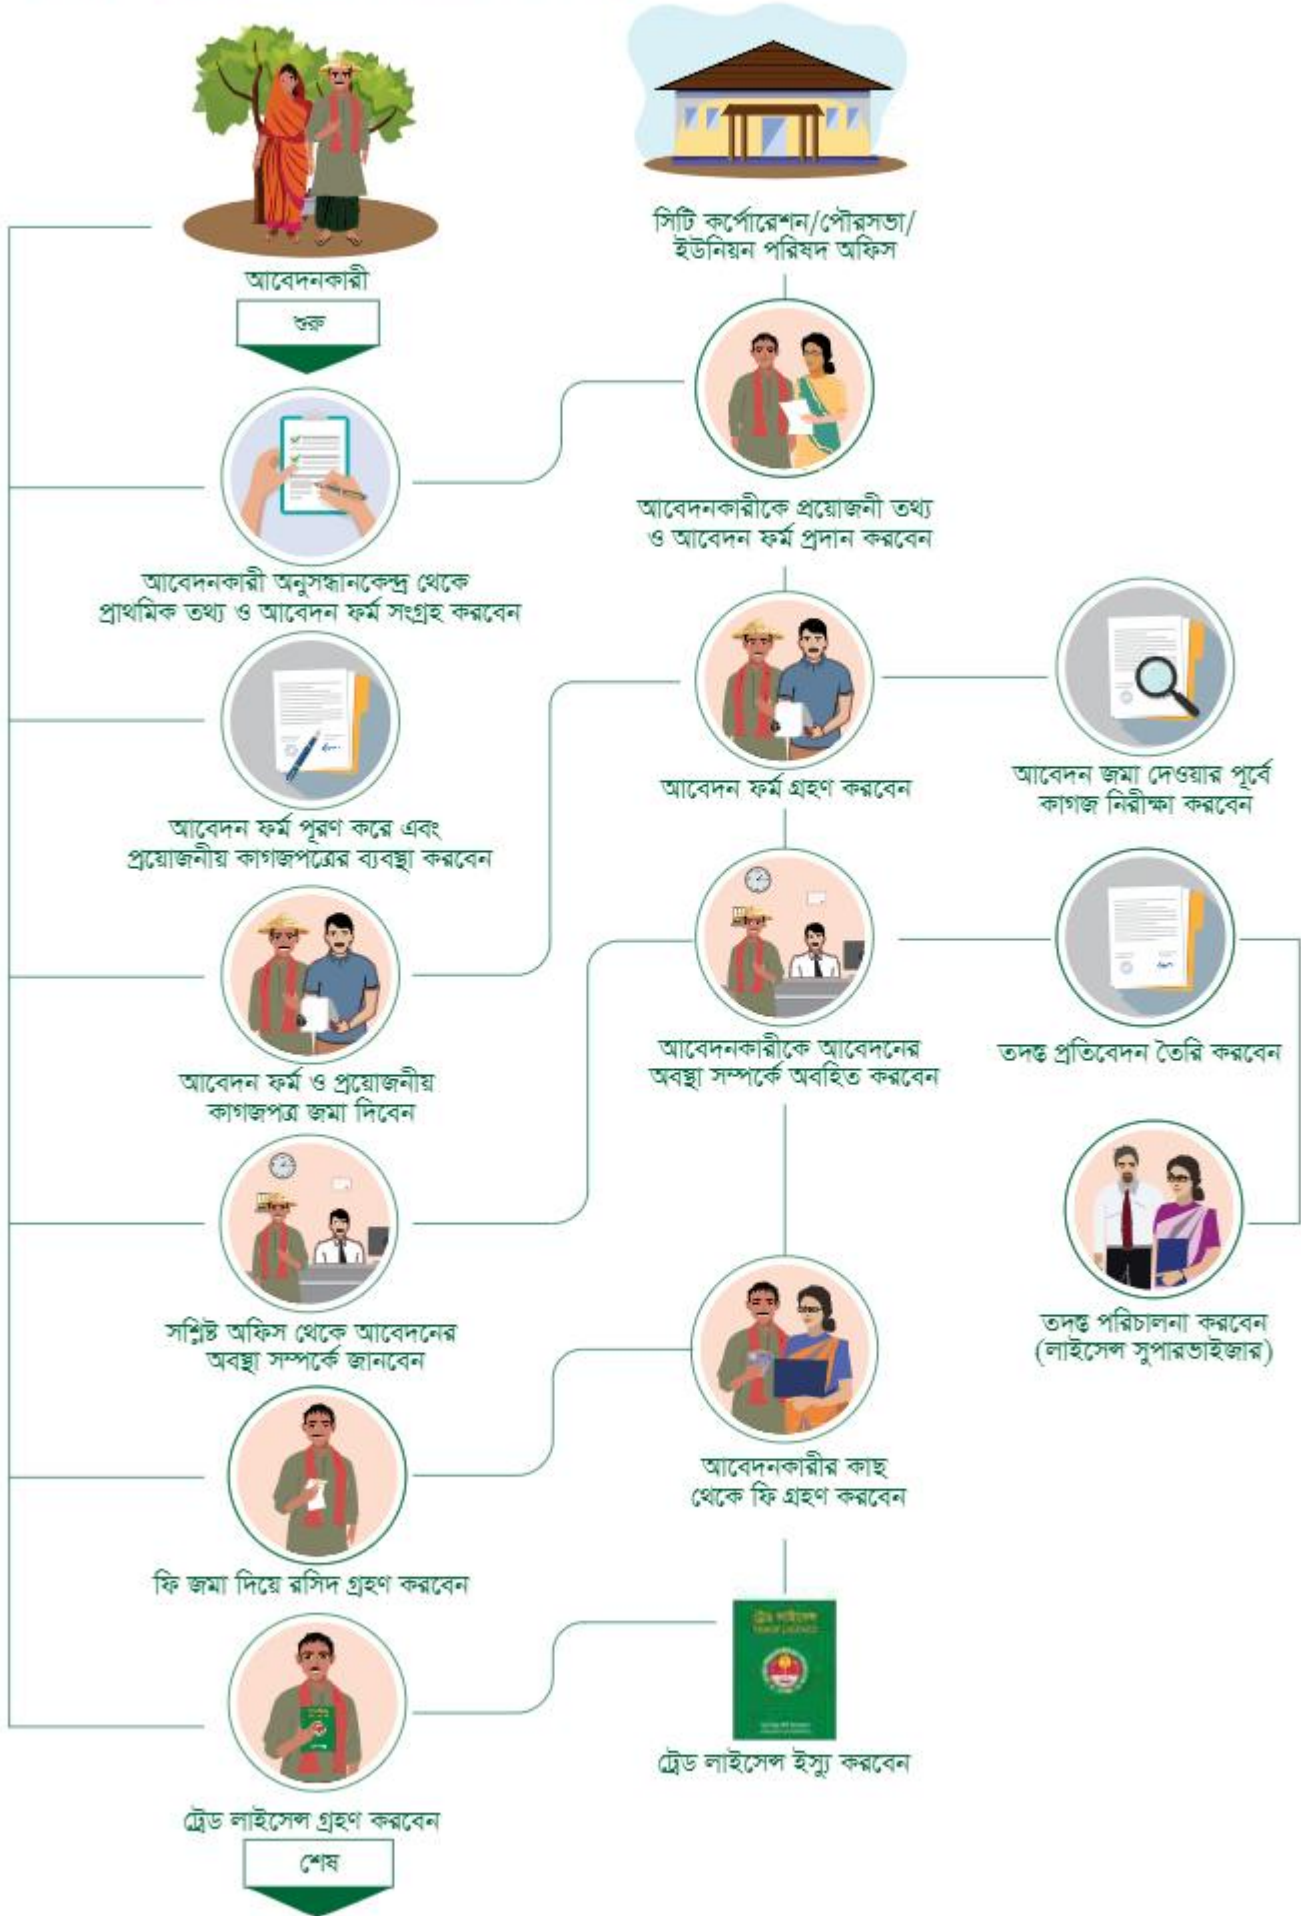 সিটি কর্পোরেশন/পৌরসভা/
ইউনিয়ন পরিষদ অফিস
আবেদনকারী
শুরু
আবেদনকারীকে প্রয়োজনী তথ্য
ও আবেদন ফর্ম প্রদান করবেন
আবেদনকারী অনুসন্ধানকেন্দ্র থেকে
প্রাথমিক তথ্য ও আবেদন ফর্ম সংগ্রহ করবেন
আবেদন ফর্ম গ্রহণ করবেন
আবেদন জমা দেওয়ার পূর্বে
কাগজ নিরীক্ষা করবেন
আবেদন ফর্ম পূরণ করে এবং
প্রয়োজনীয় কাগজপত্রের ব্যবস্থা করবেন
আবেদনকারীকে আবেদনের
অবস্থা সম্পর্কে অবহিত করবেন
তদন্ত প্রতিবেদন তৈরি করবেন
আবেদন ফর্ম ও প্রয়োজনীয়
কাগজপত্র জমা দিবেন
সশ্লিষ্ট অফিস থেকে আবেদনের
অবস্থা সম্পর্কে জানবেন
তদন্ত পরিচালনা করবেন
(লাইসেন্স সুপারভাইজার)
আবেদনকারীর কাছ
থেকে ফি গ্রহণ করবেন
ফি জমা দিয়ে রসিদ গ্রহণ করবেন
ট্রেড লাইসেন্স
TRADE LICENCE
ট্রেড লাইসেন্স ইস্যু করবেন
ট্রেড লাইসেন্স গ্রহণ করবেন
শেষ